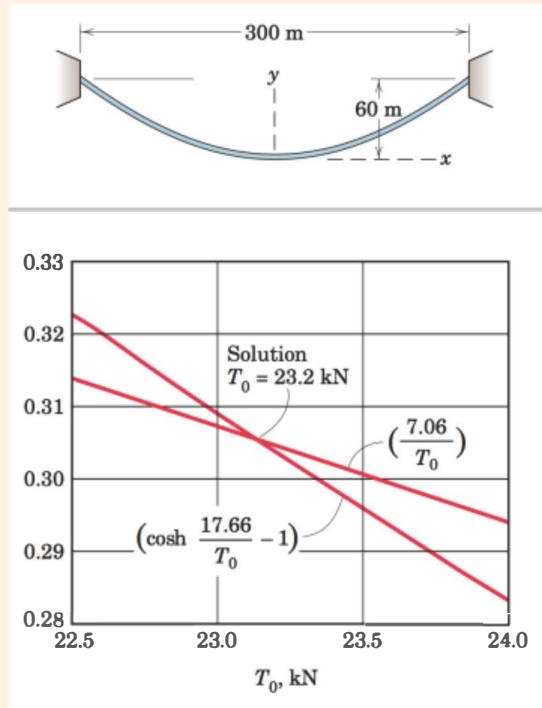 300 m
y
60 m
x
0.33
0.32
0.31
0.30
0.29
0.28
Solution
T₀ = 23.2 kN
(7.06/T₀)
(cosh 17.66/T₀ – 1)
22.5 23.0 23.5 24.0
T₀, kN